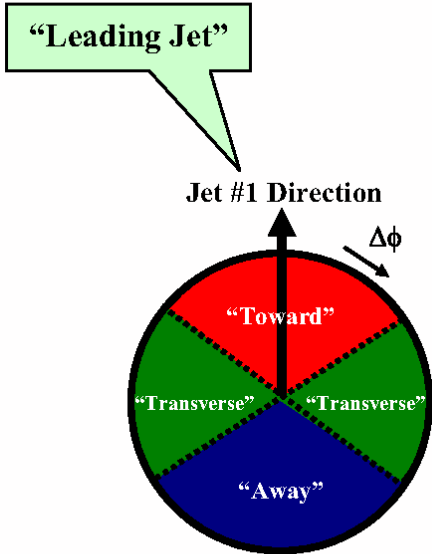 “Leading Jet”
Jet #1 Direction
Δϕ
“Toward”
“Transverse” “Transverse”
“Away”